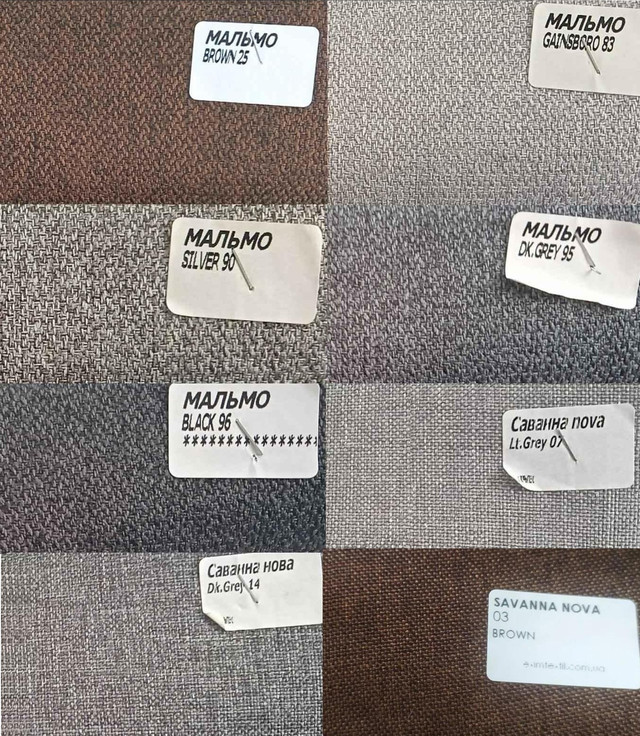 МАЛЬМО
BROWN 25
МАЛЬМО
GAINSBORO 83
МАЛЬМО
SILVER 90
МАЛЬМО
DK.GREY 95
МАЛЬМО
BLACK 96
**************
Саванна nova
Lt.Grey 07
Саванна нова
Dk.Grey 14
SAVANNA NOVA
03
BROWN